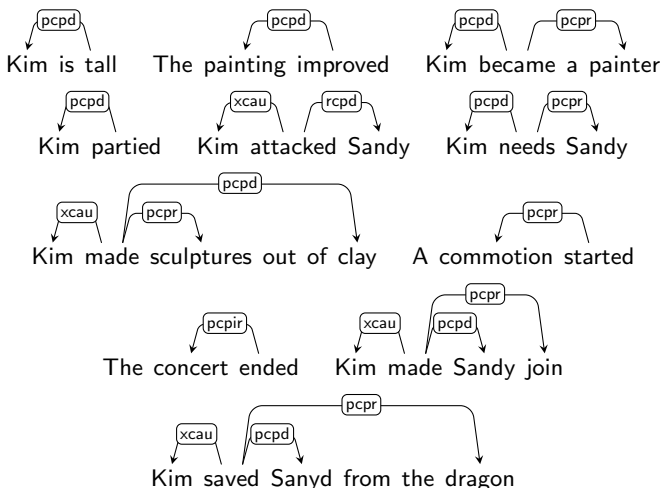 pcpd pcpd pcpd pcpr
Kim is tall The painting improved Kim became a painter
pcpd xcau rcpd pcpd pcpr
Kim partied Kim attacked Sandy Kim needs Sandy
pcpd
xcau pcpr pcpr
Kim made sculptures out of clay A commotion started
pcpr
pcpir xcau pcpd
The concert ended Kim made Sandy join
pcpr
xcau pcpd
Kim saved Sanyd from the dragon